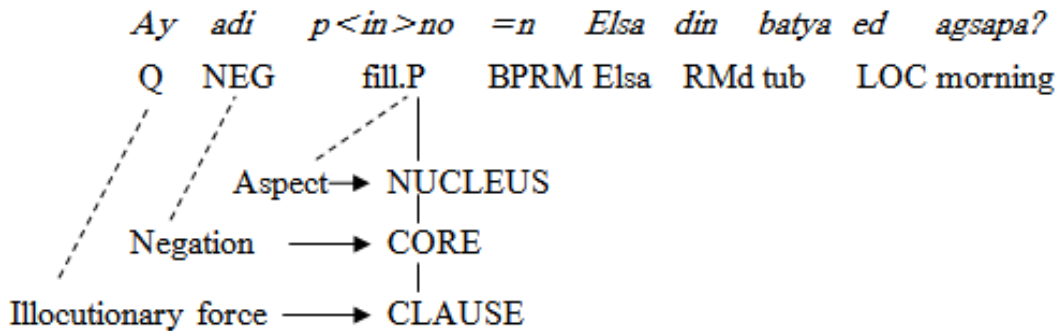 Ay adi p<in>no =n Elsa din batya ed agsapa?
Q NEG fill.P BPRM Elsa RMd tub LOC morning
Aspect NUCLEUS
Negation CORE
Illocutionary force CLAUSE